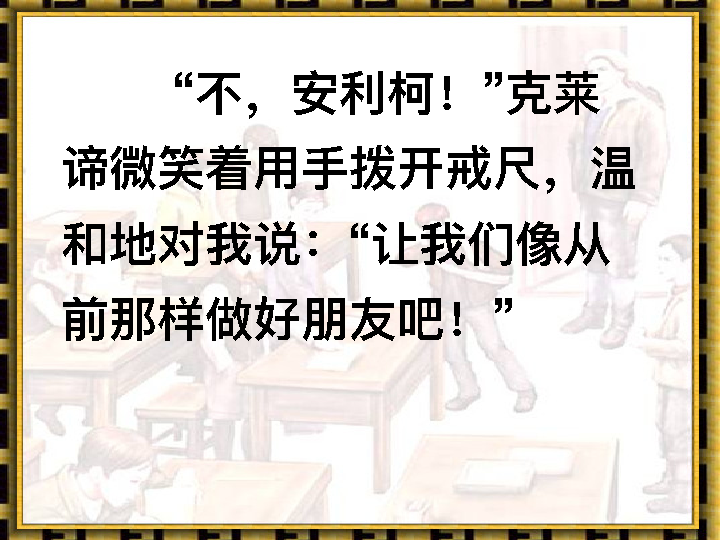 “不，安利柯！”克莱
谛微笑着用手拨开戒尺，温
和地对我说：“让我们像从
前那样做好朋友吧！”